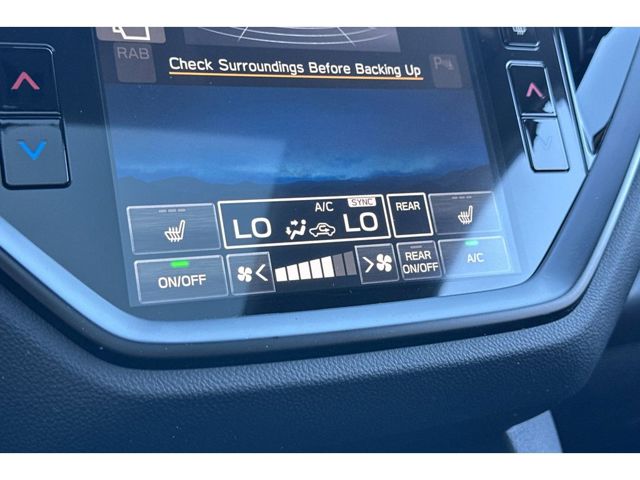 RAB
Check Surroundings Before Backing Up
A/C SYNC
LO LO REAR
ON/OFF
REAR ON/OFF
A/C